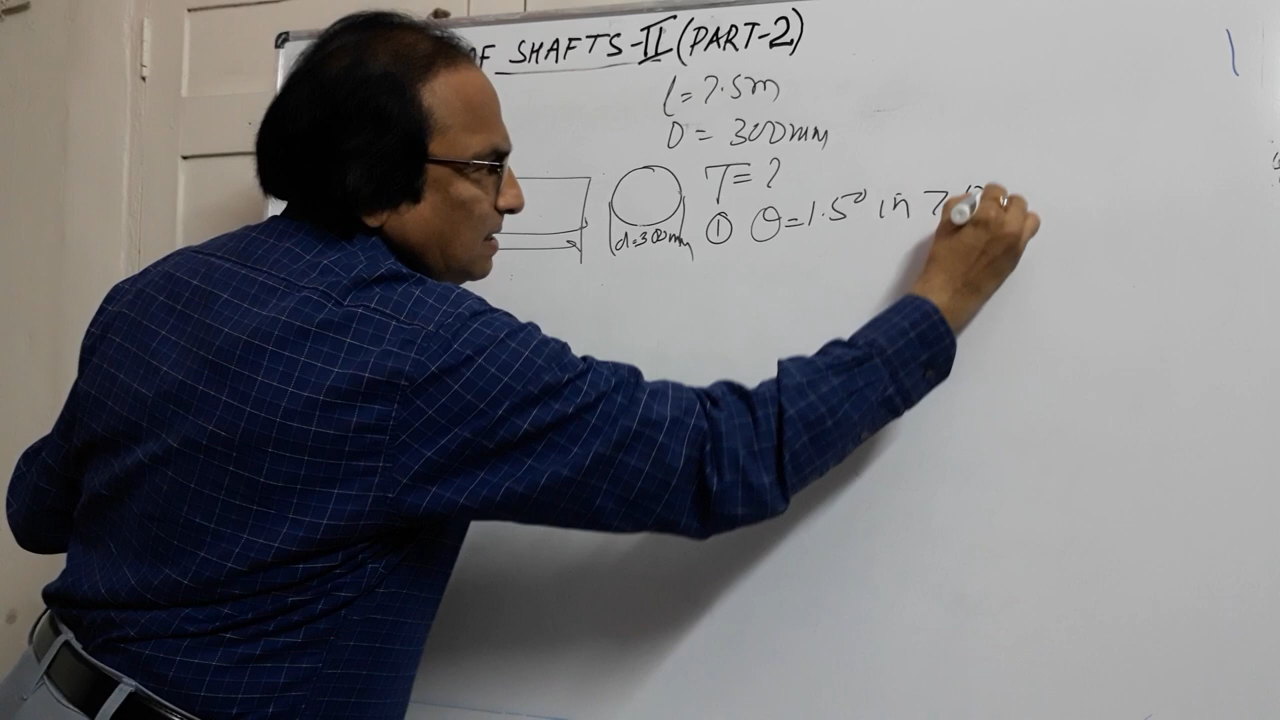 OF SHAFTS-II (PART-2)
l = 7.5m
D = 300mm
T = ?
d=300mm
① θ=1.5° in 7